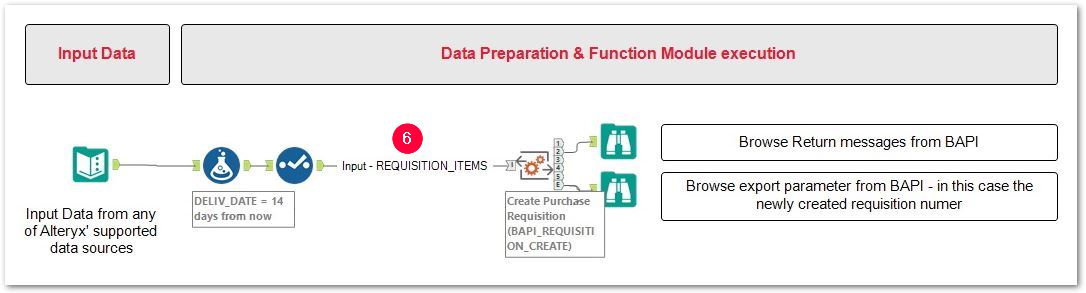 Input Data
Data Preparation & Function Module execution
6
Input - REQUISITION_ITEMS
I
1
2
3
4
5
E
Browse Return messages from BAPI
Browse export parameter from BAPI - in this case the
newly created requisition numer
Input Data from any
of Alteryx' supported
data sources
DELIV_DATE = 14
days from now
Create Purchase
Requisition
(BAPI_REQUISITI
ON_CREATE)